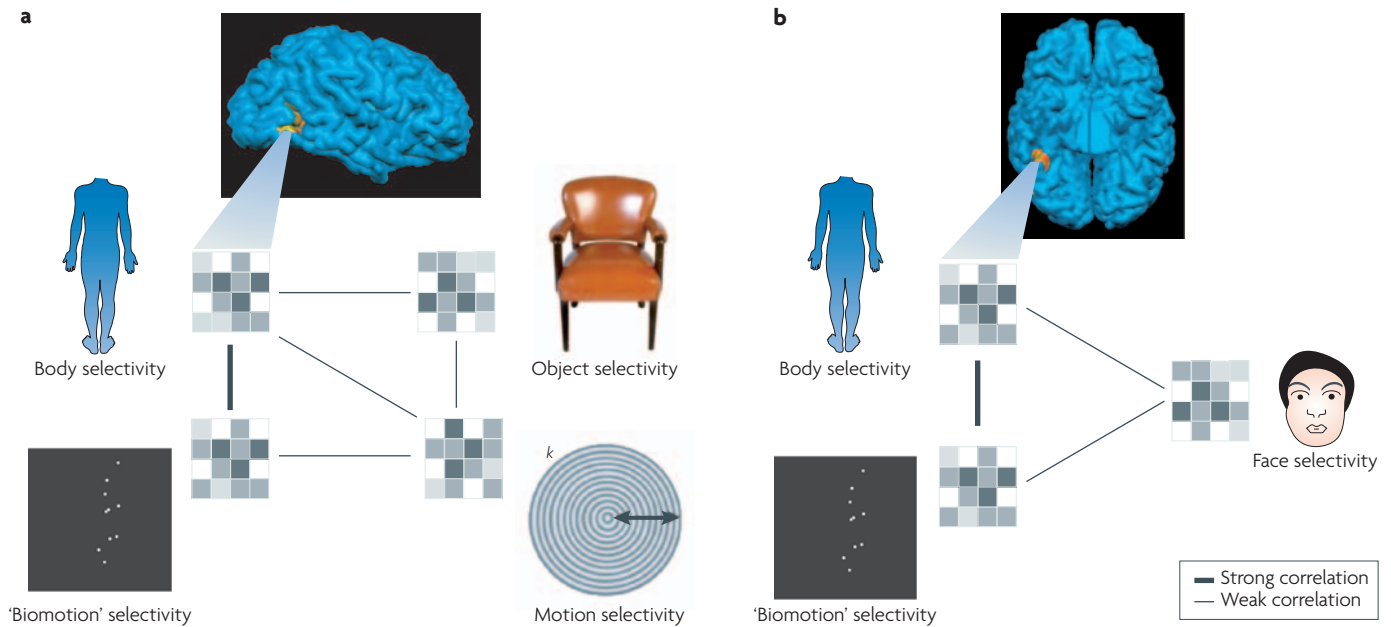 a
b
Body selectivity
Object selectivity
k
'Biomotion' selectivity
Motion selectivity
Body selectivity
Face selectivity
'Biomotion' selectivity
Strong correlation
Weak correlation